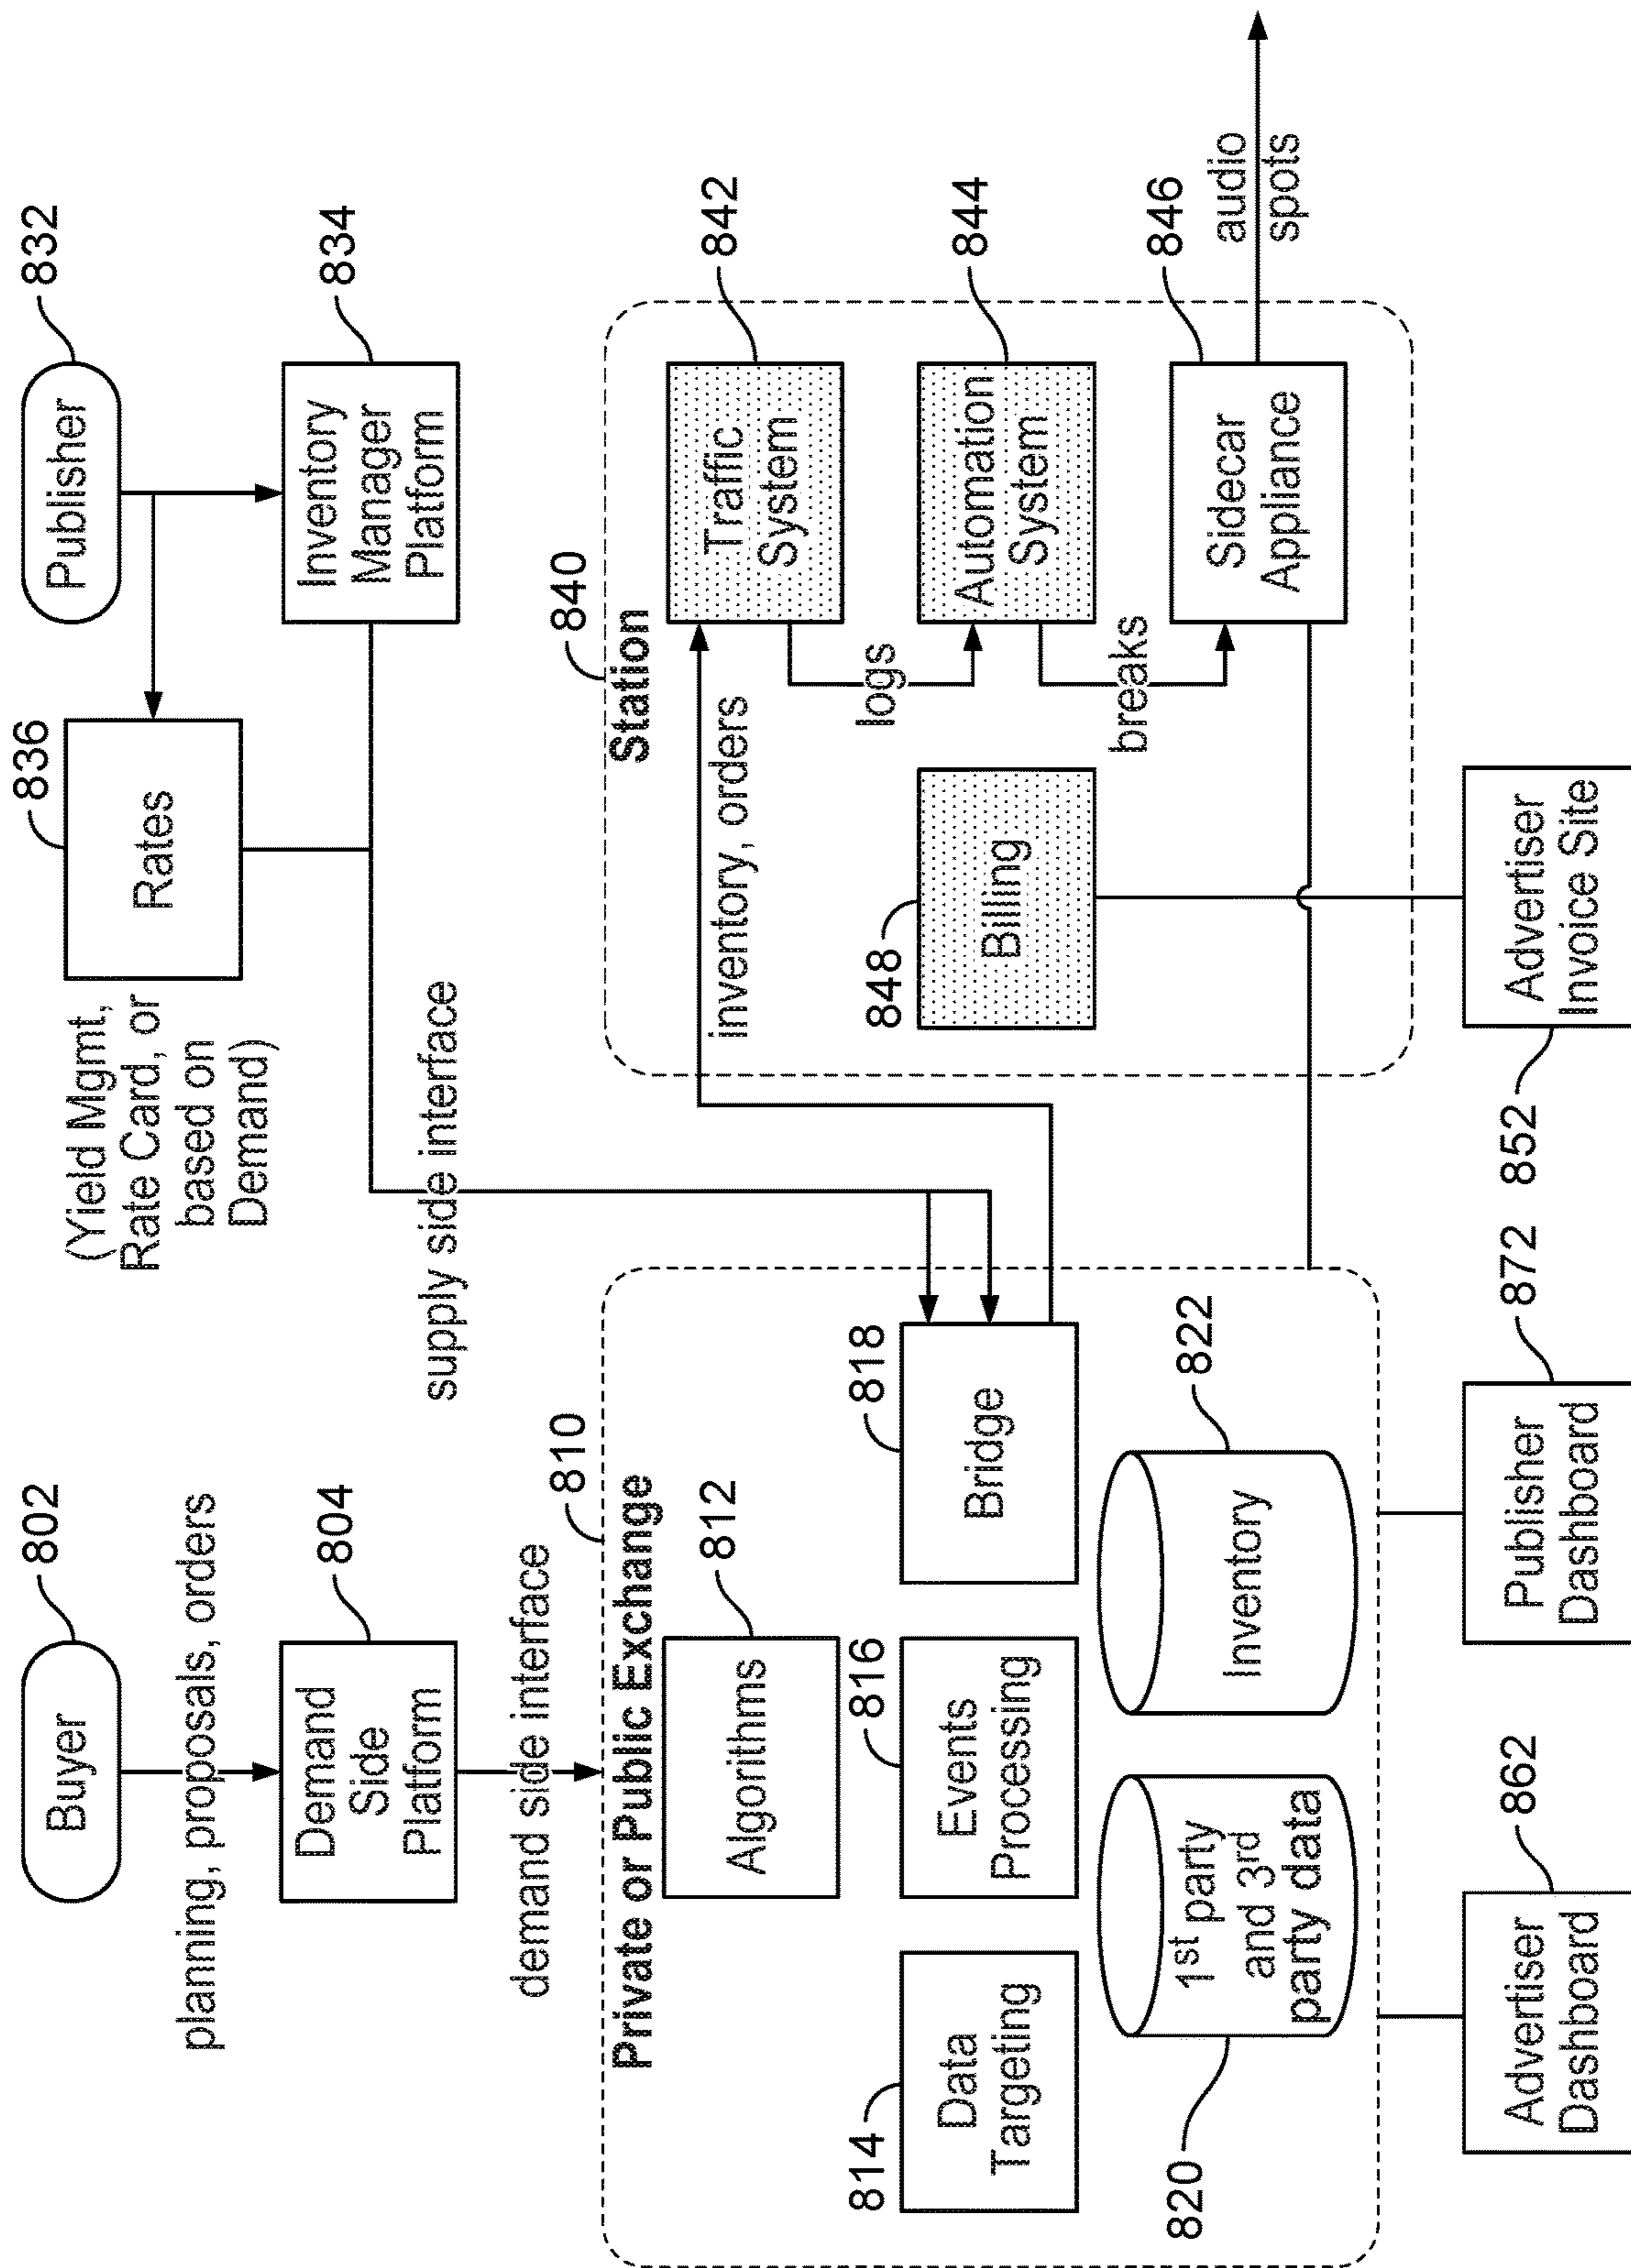 802
Buyer
planning, proposals, orders
804
Demand
Side
Platform
demand side interface
832
Publisher
834
Inventory
Manager
Platform
836
Rates
(Yield Mgmt,
Rate Card, or
based on
Demand)
supply side interface
810
Private or Public Exchange
812
Algorithms
814
Data
Targeting
816
Events
Processing
818
Bridge
820
1st party
and 3rd
party data
822
Inventory
840
Station
inventory, orders
842
Traffic
System
logs
844
Automation
System
breaks
846
Sidecar
Appliance
audio
spots
848
Billing
862
Advertiser
Dashboard
872
Publisher
Dashboard
852
Advertiser
Invoice Site